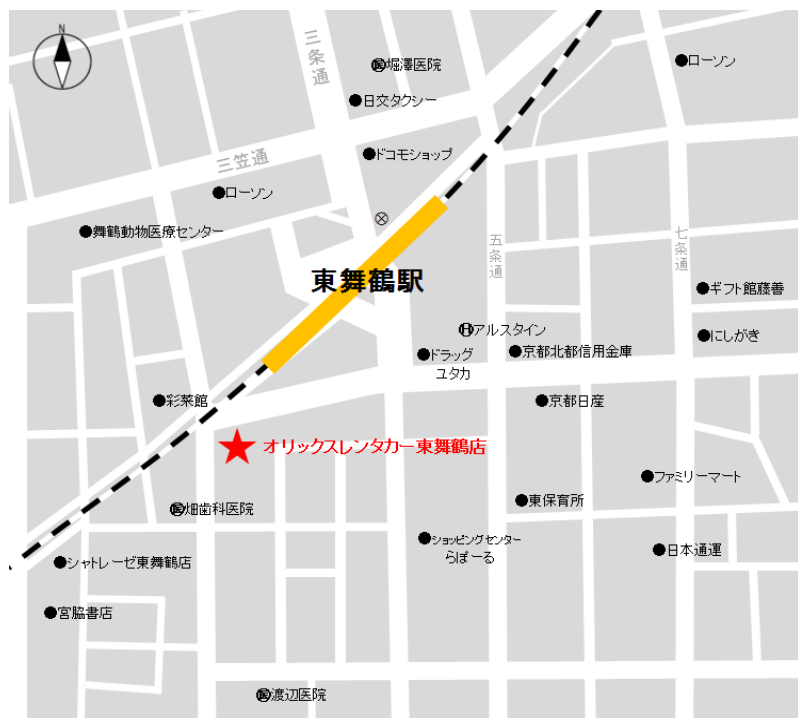 N
三条通
医堀澤医院
ローソン
日交タクシー
ドコモショップ
三笠通
ローソン
舞鶴動物医療センター
五条通
七条通
東舞鶴駅
ギフト館藤善
Hアルスタイン
にしがき
ドラッグ
ユタカ
京都北都信用金庫
彩菜館
京都日産
オリックスレンタカー東舞鶴店
ファミリーマート
医畑歯科医院
東保育所
ショッピングセンター
らぽーる
日本通運
シャトレーゼ東舞鶴店
宮脇書店
医渡辺医院